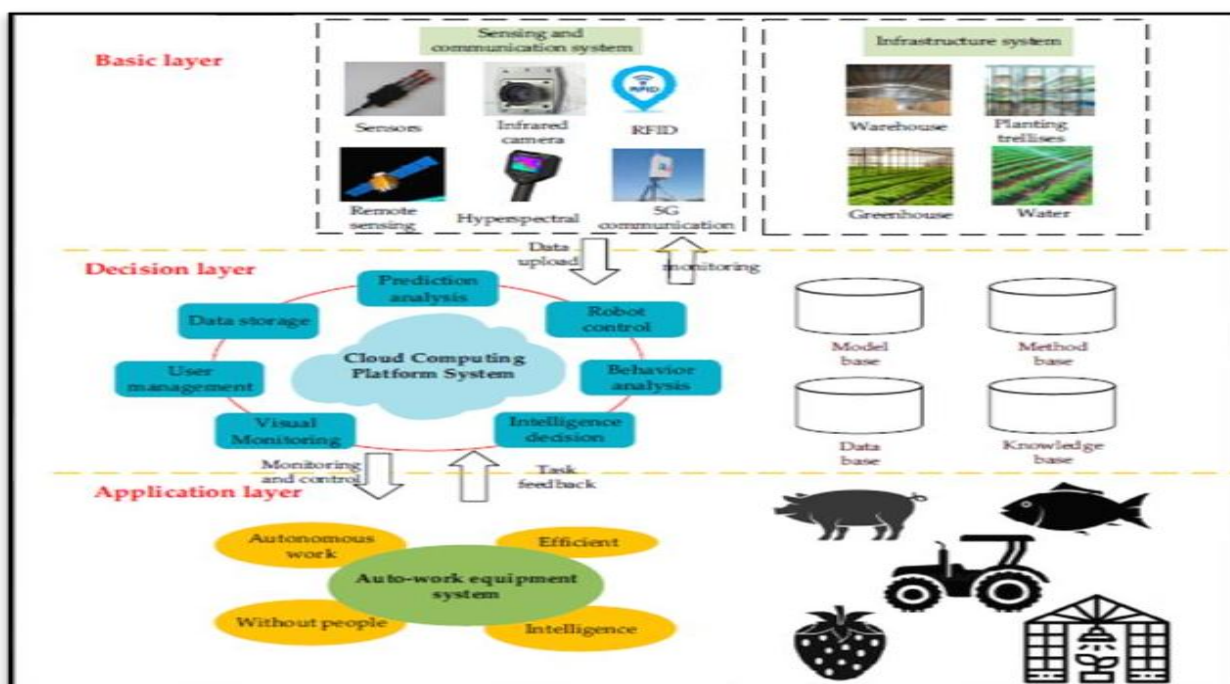 Basic layer
Sensing and
communication system
Infrastructure system
RFID
Sensors
Infrared
camera
RFID
Warehouse
Planting
trellises
Remote
sensing
Hyperspectral
5G
communication
Greenhouse
Water
Data
upload
monitoring
Decision layer
Prediction
analysis
Data storage
Robot
control
Cloud Computing
Platform System
User
management
Behavior
analysis
Visual
Monitoring
Intelligence
decision
Model
base
Method
base
Data
base
Knowledge
base
Monitoring
and control
Task
feedback
Application layer
Autonomous
work
Efficient
Auto-work equipment
system
Without people
Intelligence